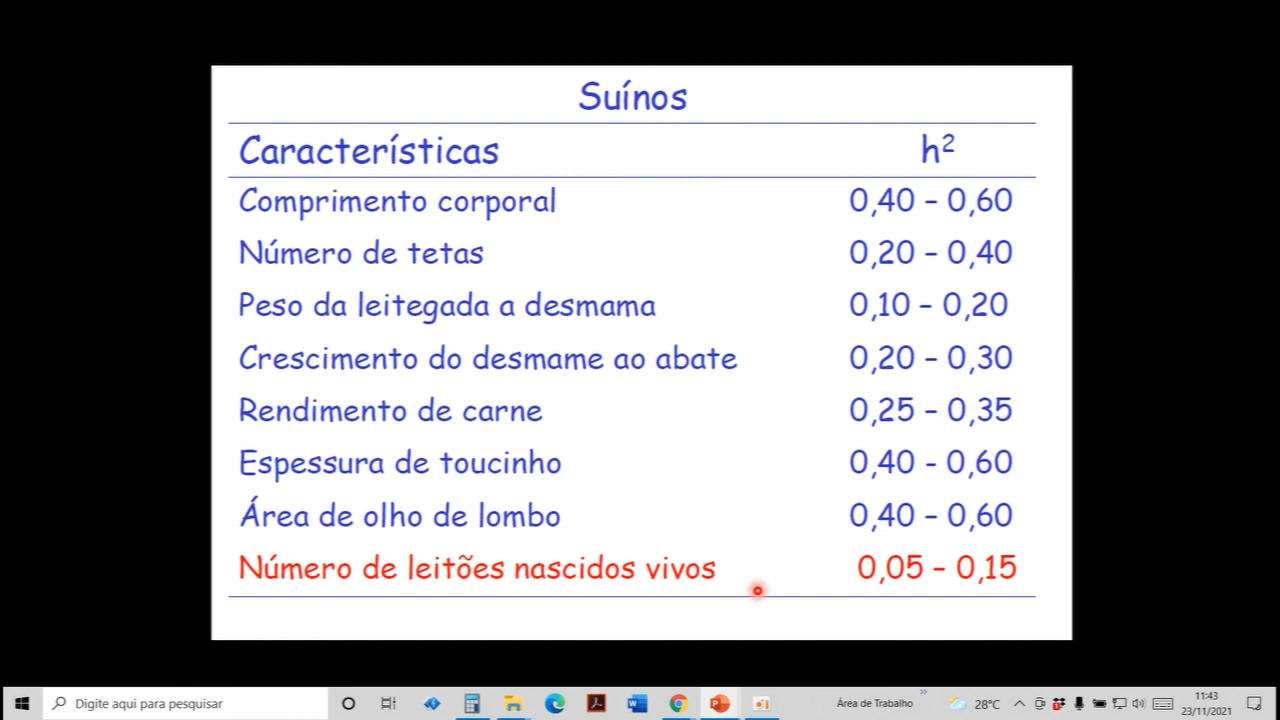 Suínos
Características h²
Comprimento corporal 0,40 – 0,60
Número de tetas 0,20 – 0,40
Peso da leitegada a desmama 0,10 – 0,20
Crescimento do desmame ao abate 0,20 – 0,30
Rendimento de carne 0,25 – 0,35
Espessura de toucinho 0,40 - 0,60
Área de olho de lombo 0,40 – 0,60
Número de leitões nascidos vivos 0,05 – 0,15
Digite aqui para pesquisar
Área de Trabalho
28°C
11:43
23/11/2021